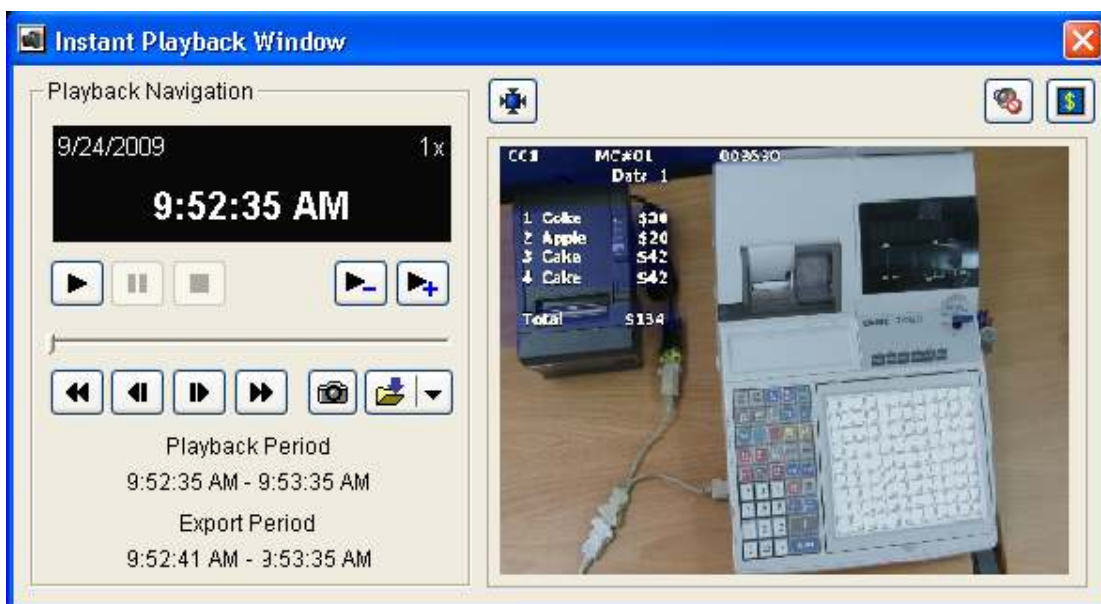 Instant Playback Window
Playback Navigation
9/24/2009 1x
9:52:35 AM
Playback Period
9:52:35 AM - 9:53:35 AM
Export Period
9:52:41 AM - 9:53:35 AM
CC1 MC#01
Date 1
1 Coke
2 Apple $20
3 Cake $42
4 Cake $42
Total $134